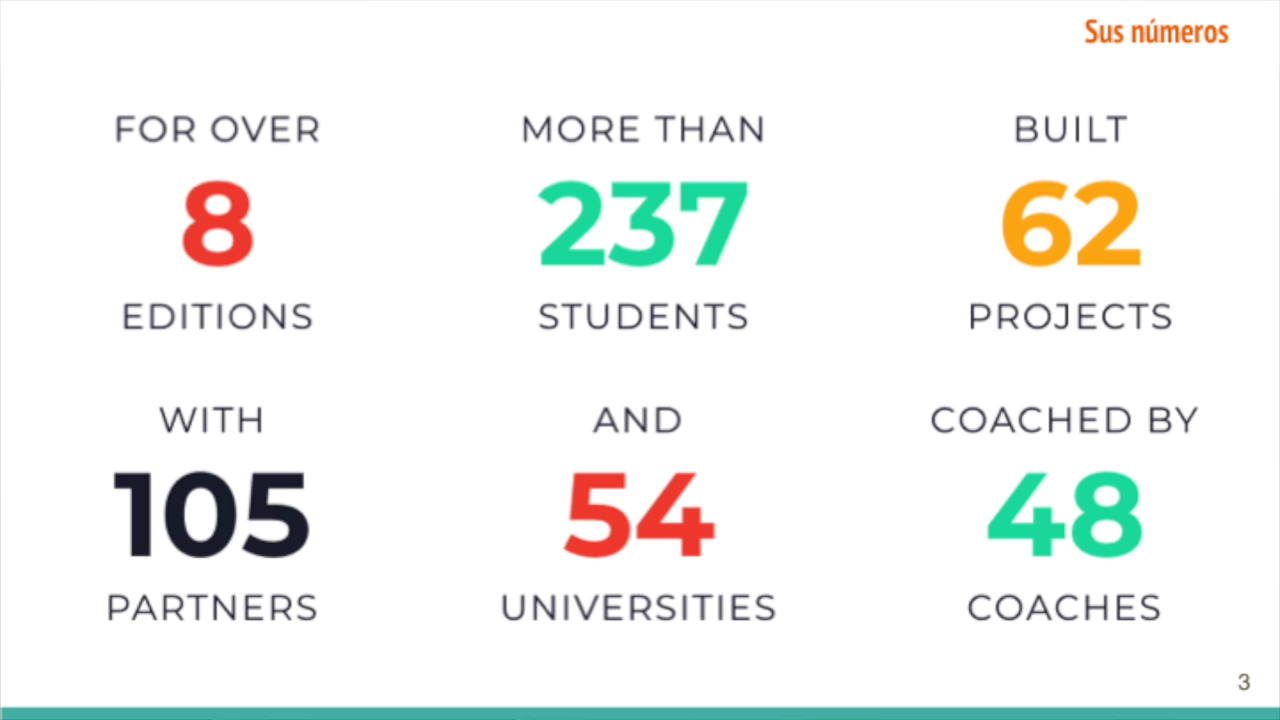 Sus números
FOR OVER
8
EDITIONS
MORE THAN
237
STUDENTS
BUILT
62
PROJECTS
WITH
105
PARTNERS
AND
54
UNIVERSITIES
COACHED BY
48
COACHES
3